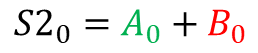 S2₀ = A₀ + B₀